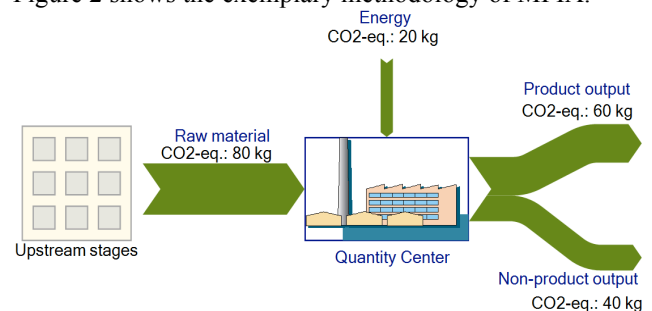 Figure 2 shows the exemplary methodology of MFIA.
Energy
CO2-eq.: 20 kg
Product output
CO2-eq.: 60 kg
Raw material
CO2-eq.: 80 kg
Upstream stages
Quantity Center
Non-product output
CO2-eq.: 40 kg